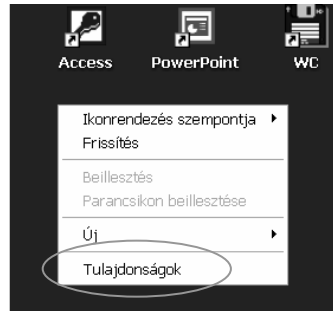 Access PowerPoint WC
Ikonrendezés szempontja
Frissítés
Beillesztés
Parancsikon beillesztése
Új
Tulajdonságok